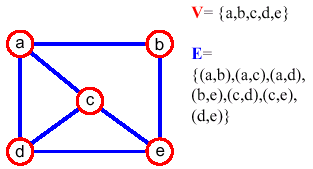 a
b
c
d
e
V= {a,b,c,d,e}
E=
{(a,b),(a,c),(a,d),
(b,e),(c,d),(c,e),
(d,e)}